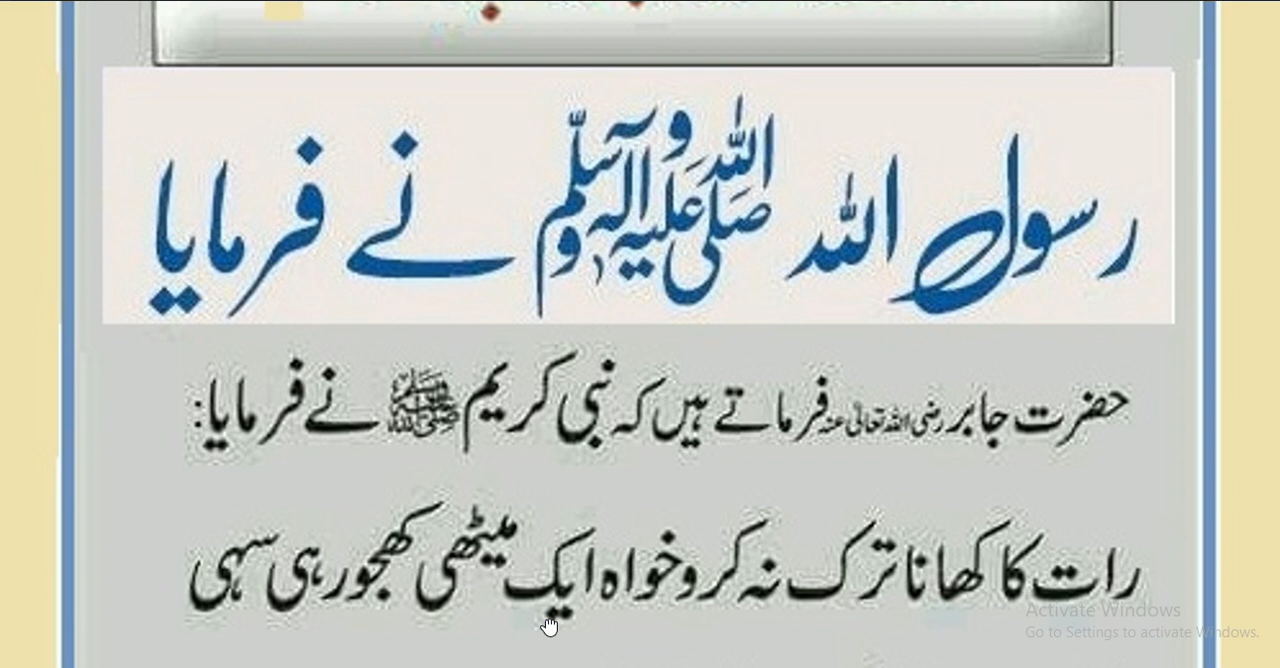 رسول اللہ صلی اللہ علیہ وآلہ وسلم نے فرمایا
حضرت جابر رضی اللہ تعالیٰ عنہ فرماتے ہیں کہ نبی کریم ﷺ نے فرمایا:
رات کا کھانا ترک نہ کرو خواہ ایک میٹھی کھجور ہی سہی
Activate Windows
Go to Settings to activate Windows.